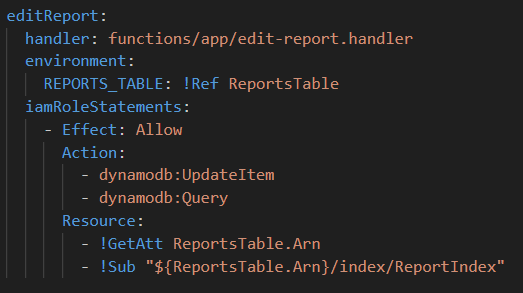 editReport:
  handler: functions/app/edit-report.handler
  environment:
    REPORTS_TABLE: !Ref ReportsTable
  iamRoleStatements:
    - Effect: Allow
      Action:
        - dynamodb:UpdateItem
        - dynamodb:Query
      Resource:
        - !GetAtt ReportsTable.Arn
        - !Sub "${ReportsTable.Arn}/index/ReportIndex"